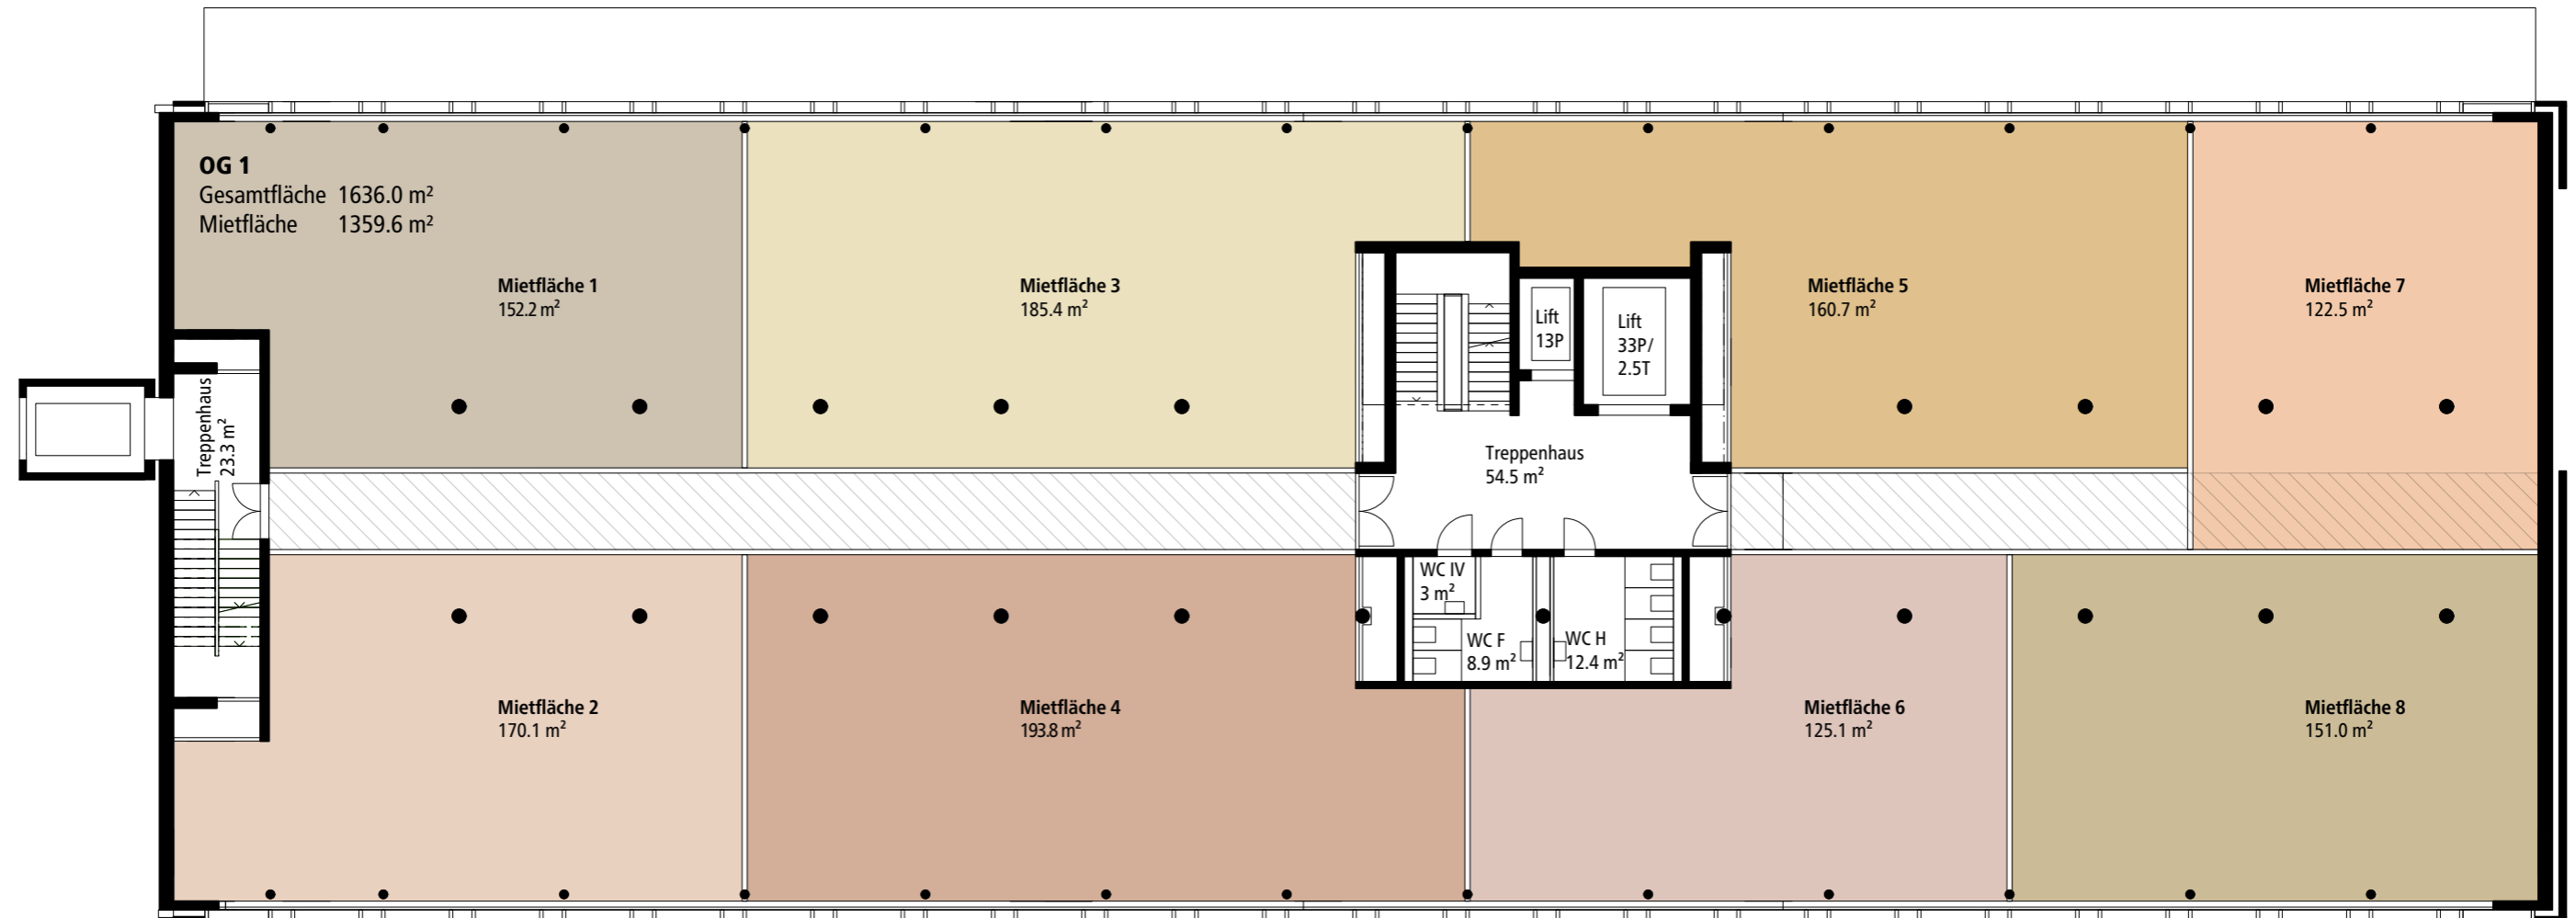 OG 1
Gesamtfläche 1636.0 m²
Mietfläche 1359.6 m²
Mietfläche 1
152.2 m²
Mietfläche 3
185.4 m²
Mietfläche 5
160.7 m²
Mietfläche 7
122.5 m²
Lift
13P
Lift
33P/
2.5T
Treppenhaus
23.3 m²
Treppenhaus
54.5 m²
WC IV
3 m²
WC F
8.9 m²
WC H
12.4 m²
Mietfläche 2
170.1 m²
Mietfläche 4
193.8 m²
Mietfläche 6
125.1 m²
Mietfläche 8
151.0 m²